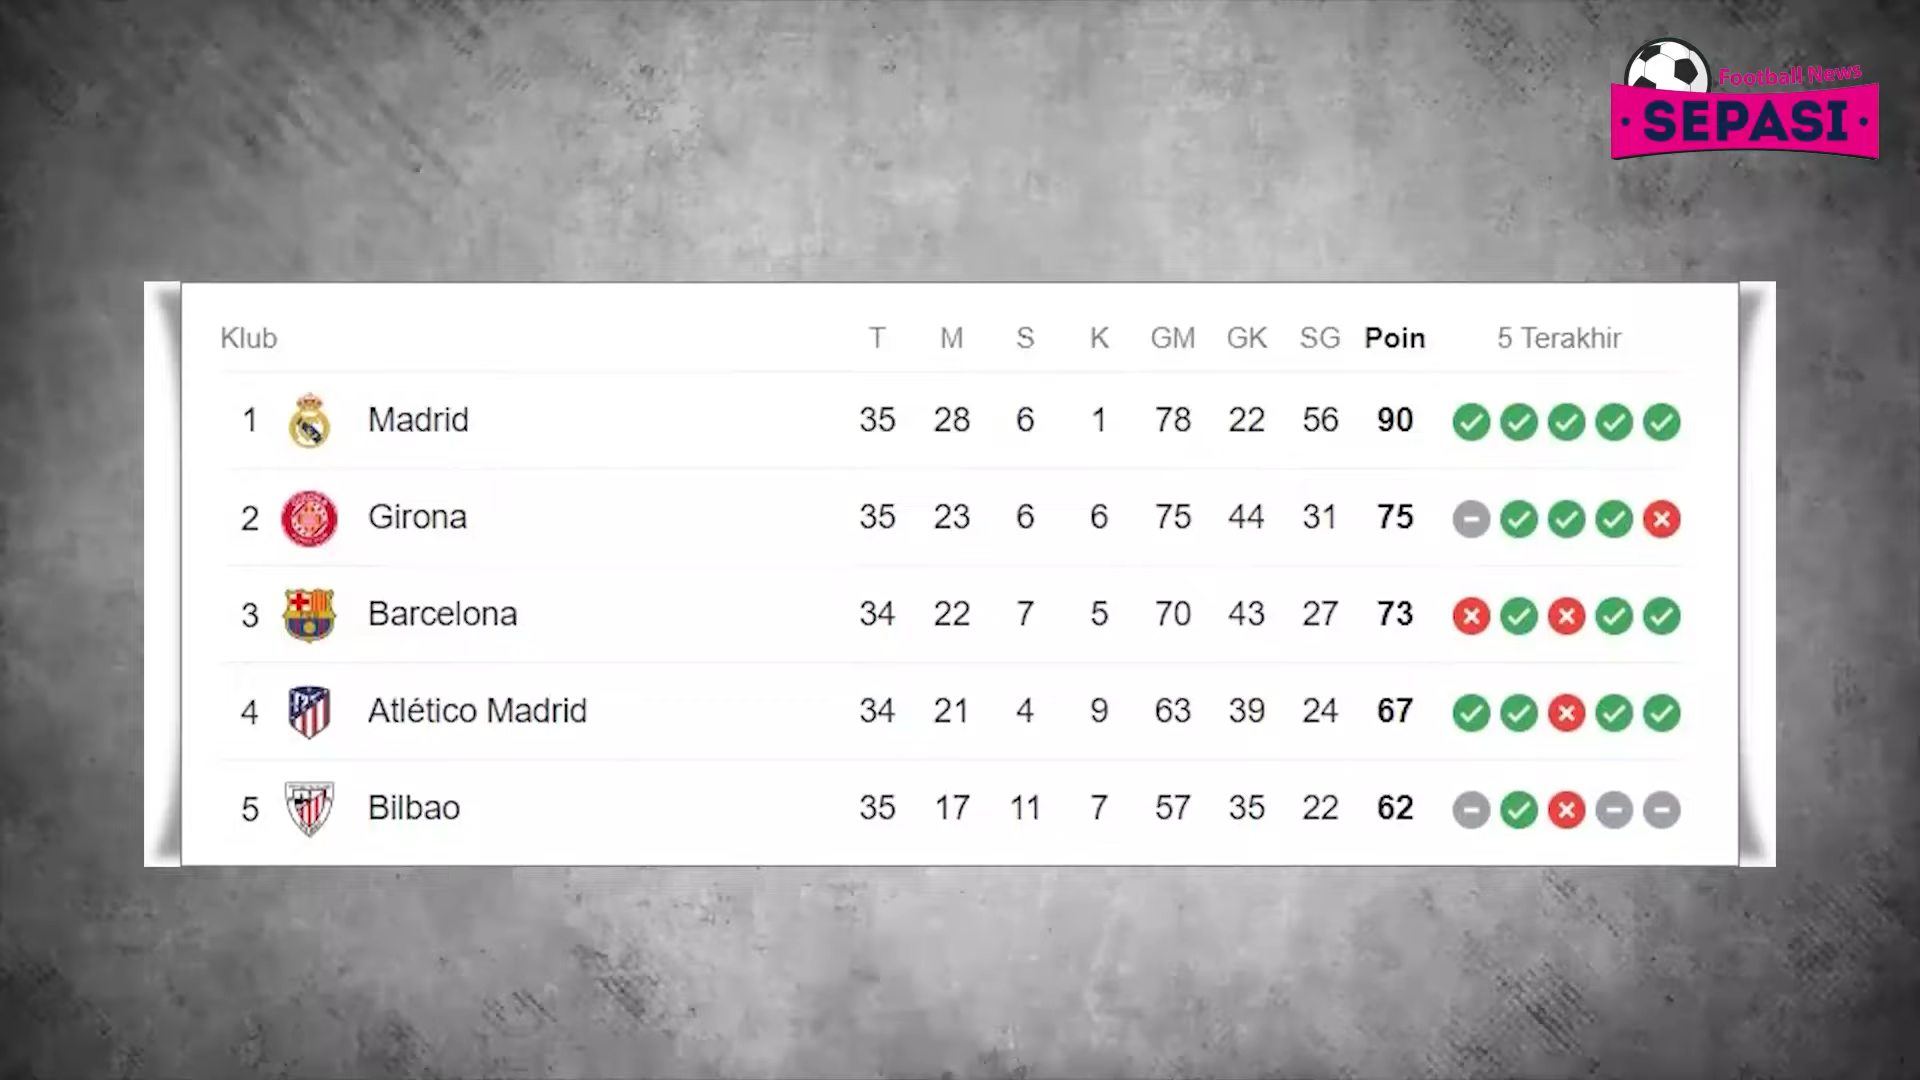 Football News
SEPASI
Klub T M S K GM GK SG Poin 5 Terakhir
1 Madrid 35 28 6 1 78 22 56 90
2 Girona 35 23 6 6 75 44 31 75
3 Barcelona 34 22 7 5 70 43 27 73
4 Atlético Madrid 34 21 4 9 63 39 24 67
5 Bilbao 35 17 11 7 57 35 22 62